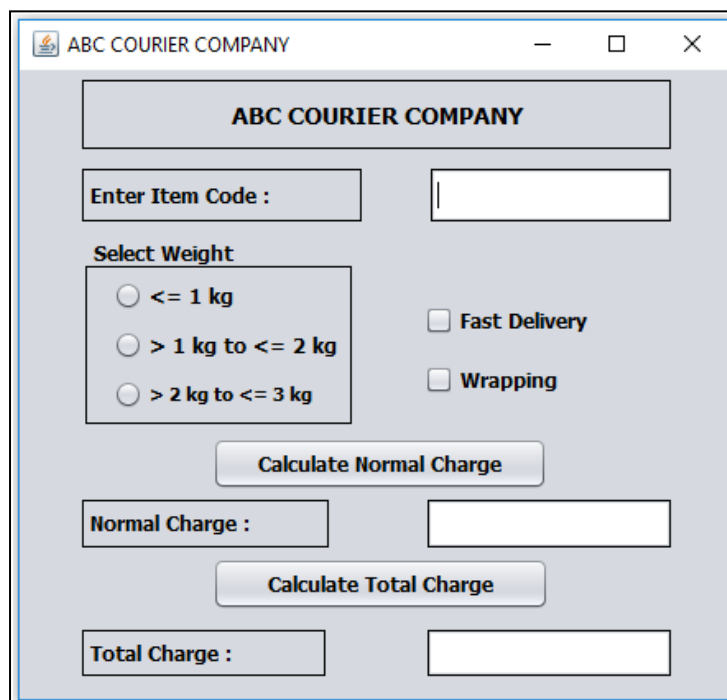 ABC COURIER COMPANY
ABC COURIER COMPANY
Enter Item Code :
Select Weight
<= 1 kg
> 1 kg to <= 2 kg
> 2 kg to <= 3 kg
Fast Delivery
Wrapping
Calculate Normal Charge
Normal Charge :
Calculate Total Charge
Total Charge :